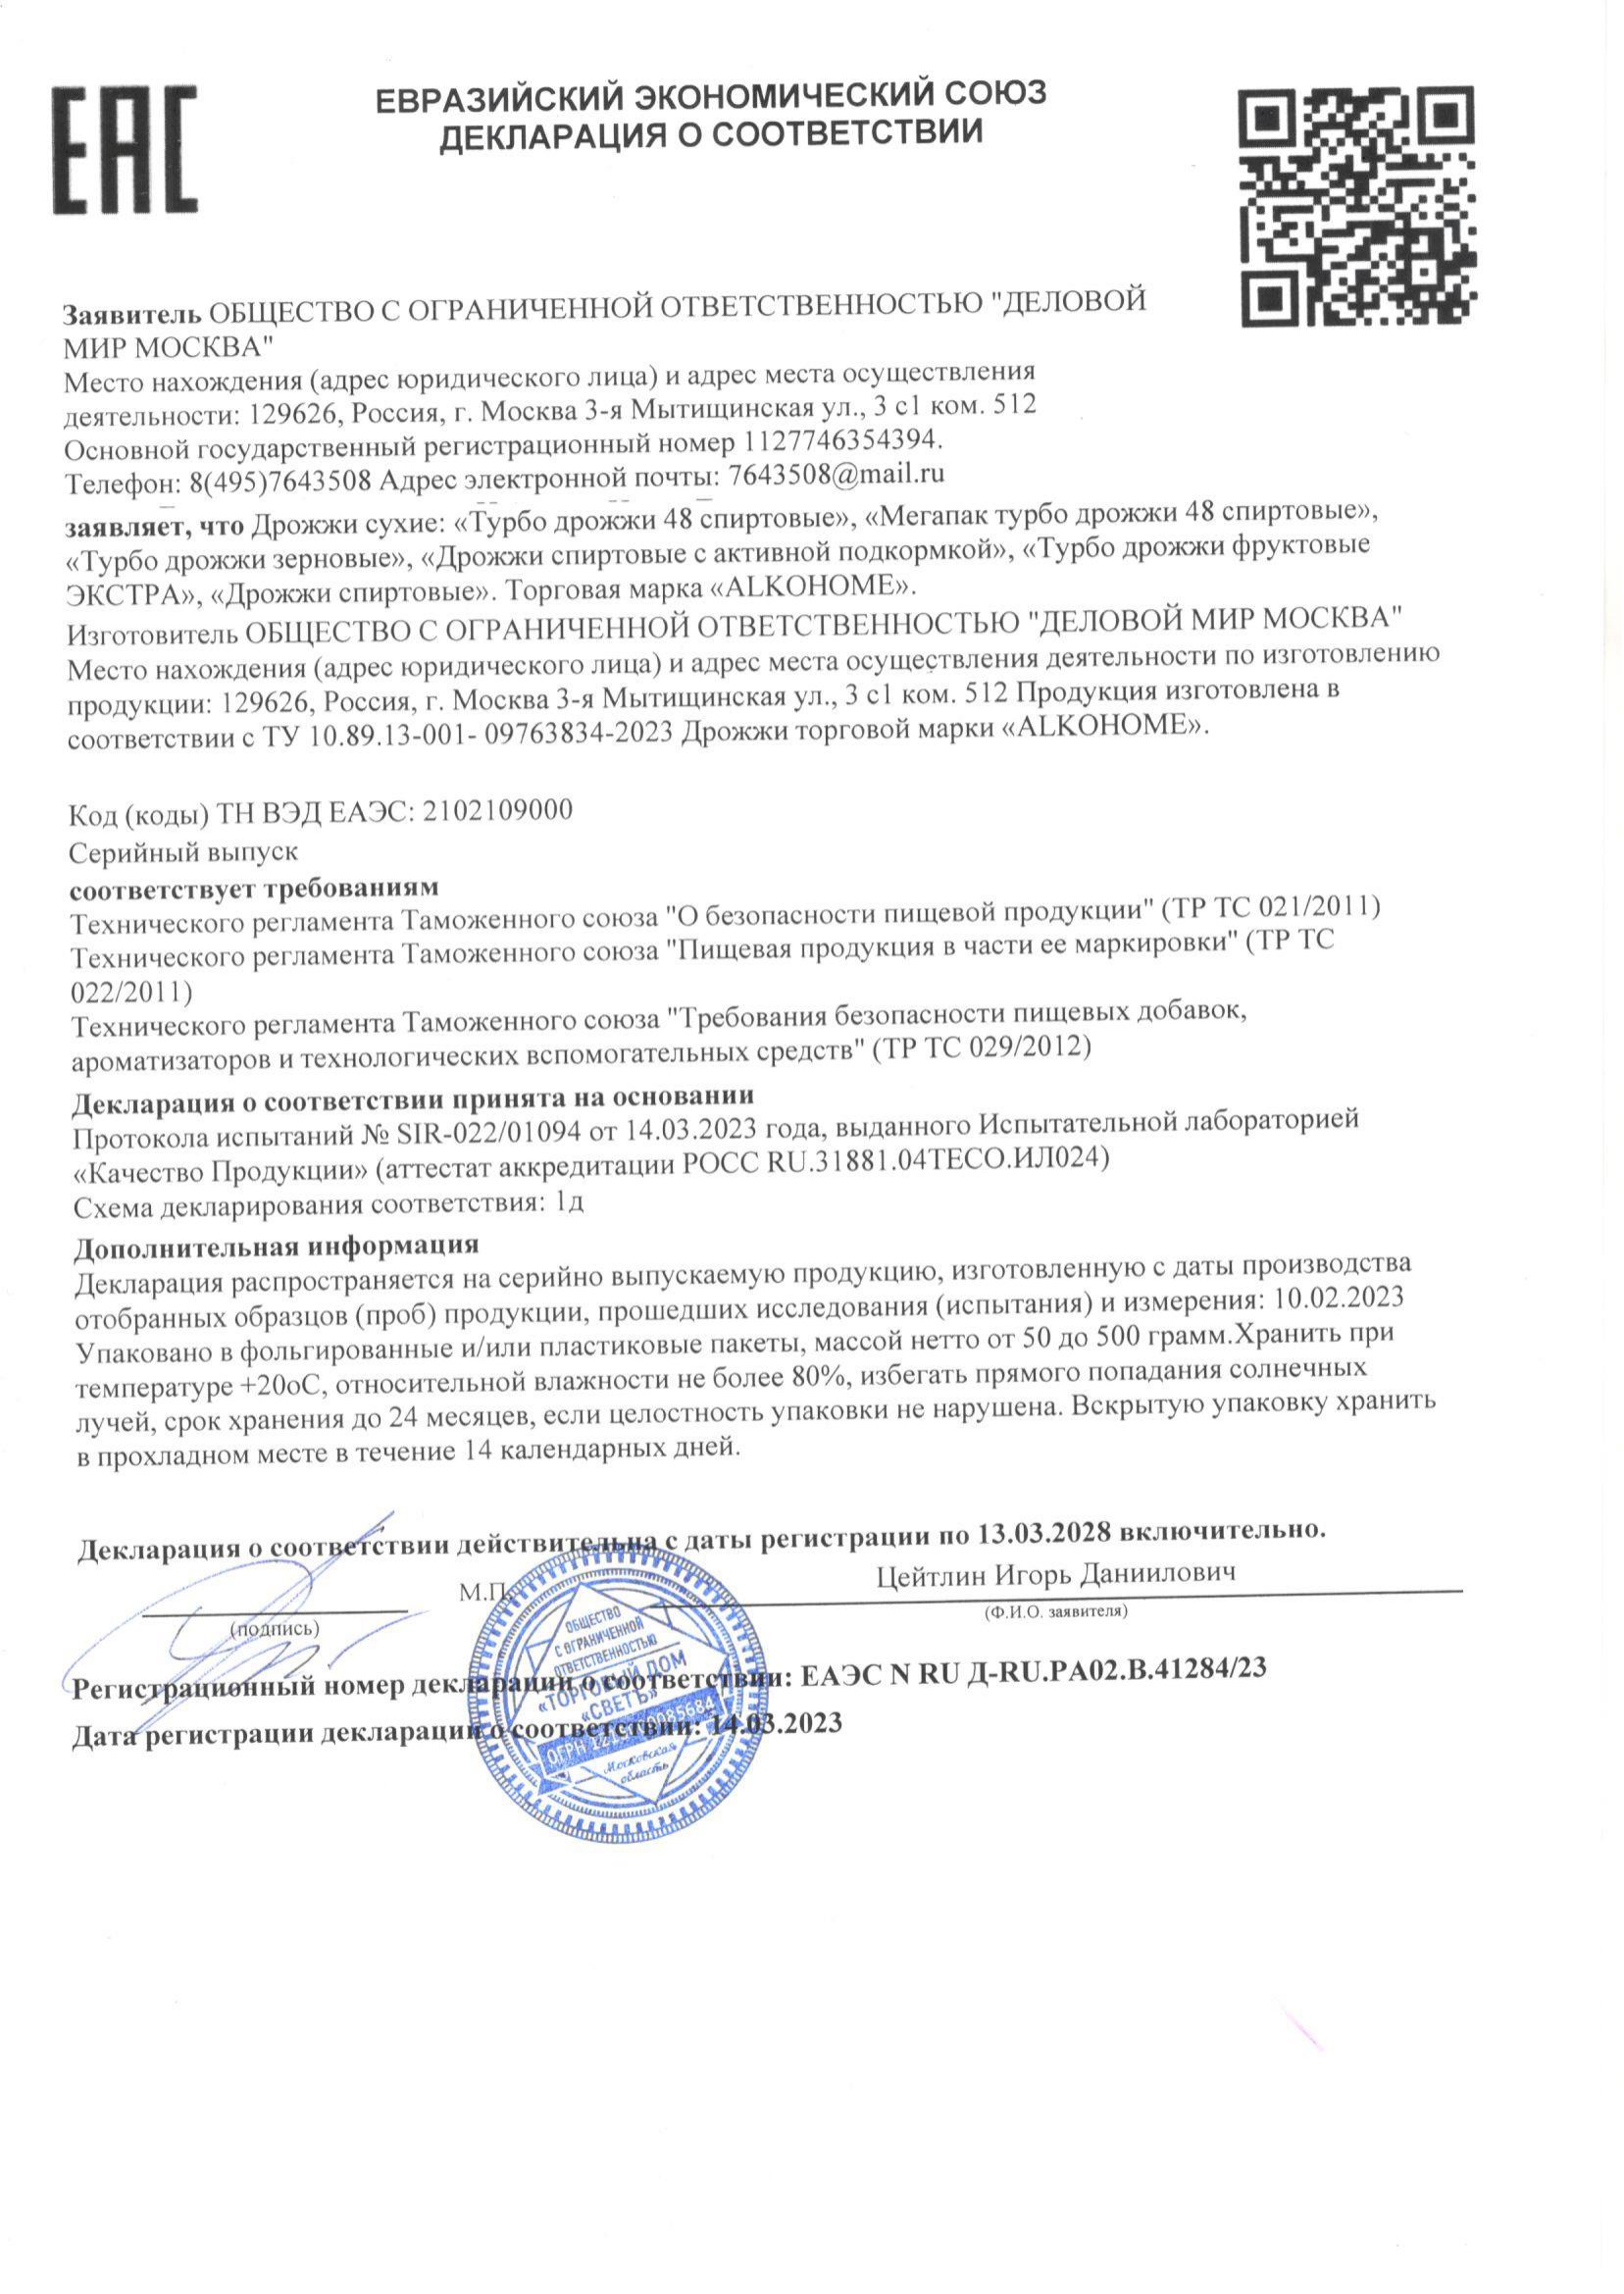 ЕАС
ЕВРАЗИЙСКИЙ ЭКОНОМИЧЕСКИЙ СОЮЗ
ДЕКЛАРАЦИЯ О СООТВЕТСТВИИ
Заявитель ОБЩЕСТВО С ОГРАНИЧЕННОЙ ОТВЕТСТВЕННОСТЬЮ "ДЕЛОВОЙ
МИР МОСКВА"
Место нахождения (адрес юридического лица) и адрес места осуществления
деятельности: 129626, Россия, г. Москва 3-я Мытищинская ул., 3 с1 ком. 512
Основной государственный регистрационный номер 1127746354394.
Телефон: 8(495)7643508 Адрес электронной почты: 7643508@mail.ru
заявляет, что Дрожжи сухие: «Турбо дрожжи 48 спиртовые», «Мегапак турбо дрожжи 48 спиртовые»,
«Турбо дрожжи зерновые», «Дрожжи спиртовые с активной подкормкой», «Турбо дрожжи фруктовые
ЭКСТРА», «Дрожжи спиртовые». Торговая марка «ALKOHOME».
Изготовитель ОБЩЕСТВО С ОГРАНИЧЕННОЙ ОТВЕТСТВЕННОСТЬЮ "ДЕЛОВОЙ МИР МОСКВА"
Место нахождения (адрес юридического лица) и адрес места осуществления деятельности по изготовлению
продукции: 129626, Россия, г. Москва 3-я Мытищинская ул., 3 с1 ком. 512 Продукция изготовлена в
соответствии с ТУ 10.89.13-001- 09763834-2023 Дрожжи торговой марки «ALKOHOME».
Код (коды) ТН ВЭД ЕАЭС: 2102109000
Серийный выпуск
соответствует требованиям
Технического регламента Таможенного союза "О безопасности пищевой продукции" (ТР ТС 021/2011)
Технического регламента Таможенного союза "Пищевая продукция в части ее маркировки" (ТР ТС
022/2011)
Технического регламента Таможенного союза "Требования безопасности пищевых добавок,
ароматизаторов и технологических вспомогательных средств" (ТР ТС 029/2012)
Декларация о соответствии принята на основании
Протокола испытаний № SIR-022/01094 от 14.03.2023 года, выданного Испытательной лабораторией
«Качество Продукции» (аттестат аккредитации РОСС RU.31881.04ТЕСО.ИЛ024)
Схема декларирования соответствия: 1д
Дополнительная информация
Декларация распространяется на серийно выпускаемую продукцию, изготовленную с даты производства
отобранных образцов (проб) продукции, прошедших исследования (испытания) и измерения: 10.02.2023
Упаковано в фольгированные и/или пластиковые пакеты, массой нетто от 50 до 500 грамм.Хранить при
температуре +20оС, относительной влажности не более 80%, избегать прямого попадания солнечных
лучей, срок хранения до 24 месяцев, если целостность упаковки не нарушена. Вскрытую упаковку хранить
в прохладном месте в течение 14 календарных дней.
Декларация о соответствии действительна с даты регистрации по 13.03.2028 включительно.
М.П. Цейтлин Игорь Даниилович
(подпись) (Ф.И.О. заявителя)
ОБЩЕСТВО
С ОГРАНИЧЕННОЙ
ОТВЕТСТВЕННОСТЬЮ
«ТОРГОВЫЙ ДОМ
«СВЕТЪ»
ОГРН
Московская
область
Регистрационный номер декларации о соответствии: ЕАЭС N RU Д-RU.РА02.В.41284/23
Дата регистрации декларации о соответствии: 14.03.2023